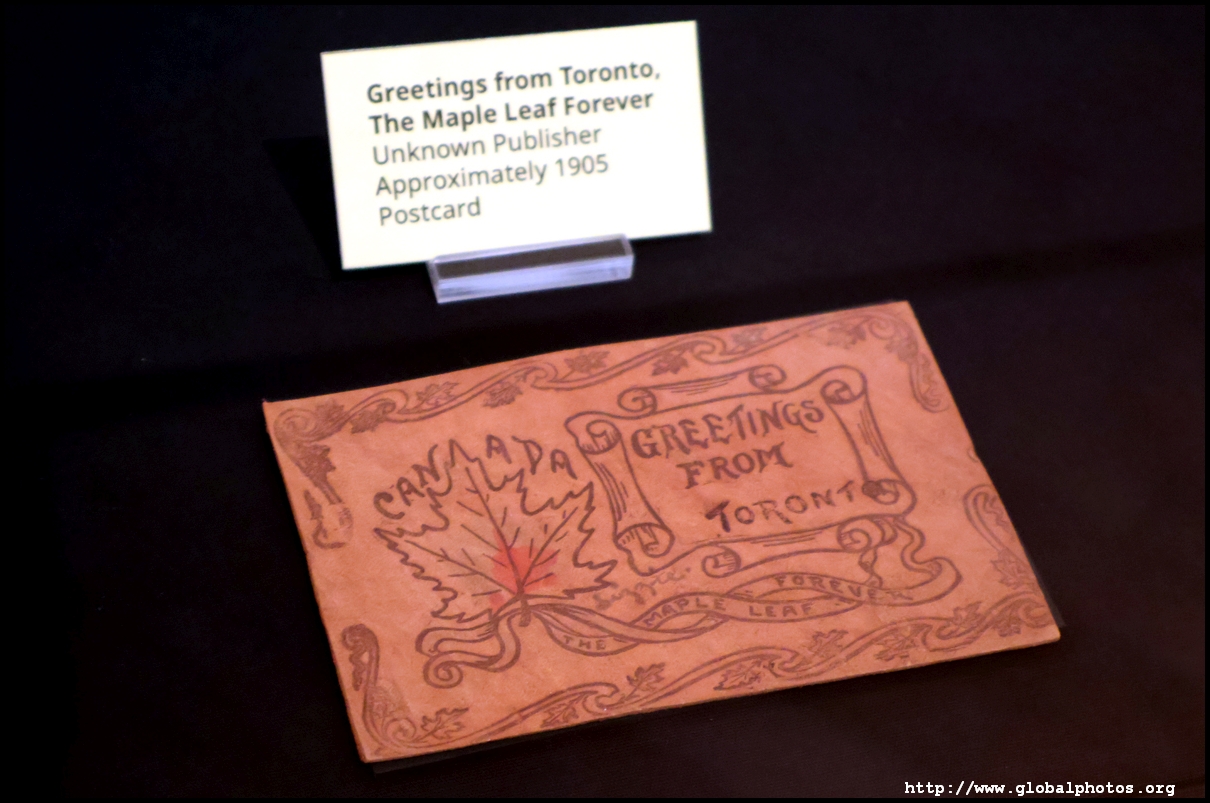 Greetings from Toronto,
The Maple Leaf Forever
Unknown Publisher
Approximately 1905
Postcard
CANADA
GREETINGS
FROM
TORONTO
THE MAPLE LEAF FOREVER
http://www.globalphotos.org